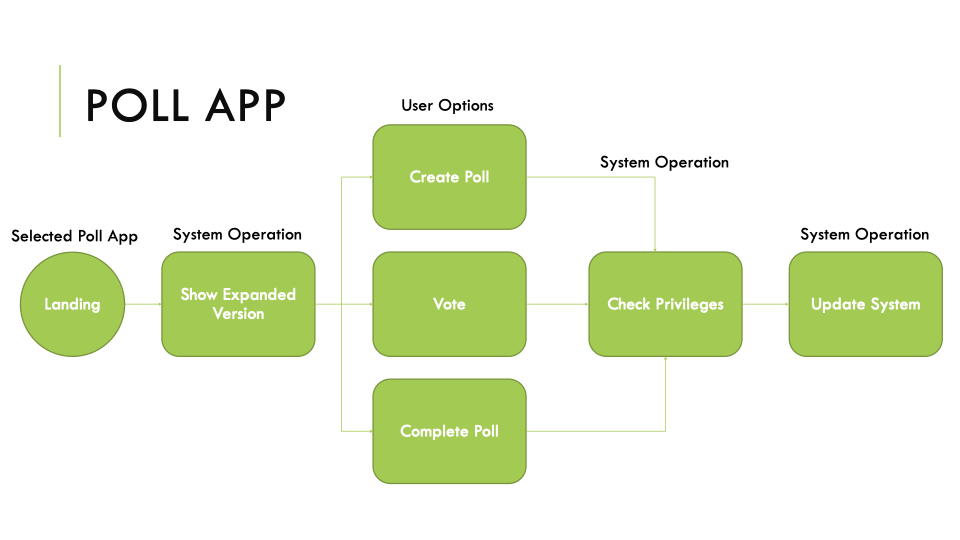 POLL APP
User Options
Create Poll
System Operation
Selected Poll App
System Operation
System Operation
Landing
Show Expanded
Version
Vote
Check Privileges
Update System
Complete Poll